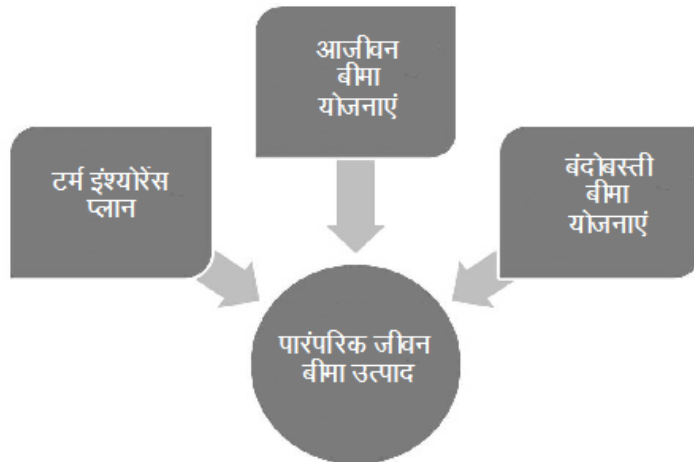 आजीवन
बीमा
योजनाएं
टर्म इंश्योरेंस
प्लान
बंदोबस्ती
बीमा
योजनाएं
पारंपरिक जीवन
बीमा उत्पाद